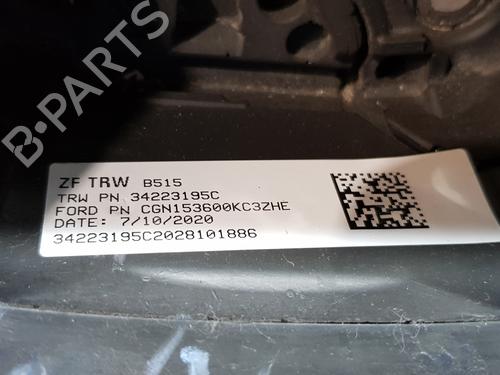 B-PARTS
ZF TRW B515
TRW PN 34223195C
FORD PN CGN153600KC3ZHE
DATE: 7/10/2020
34223195C2028101886